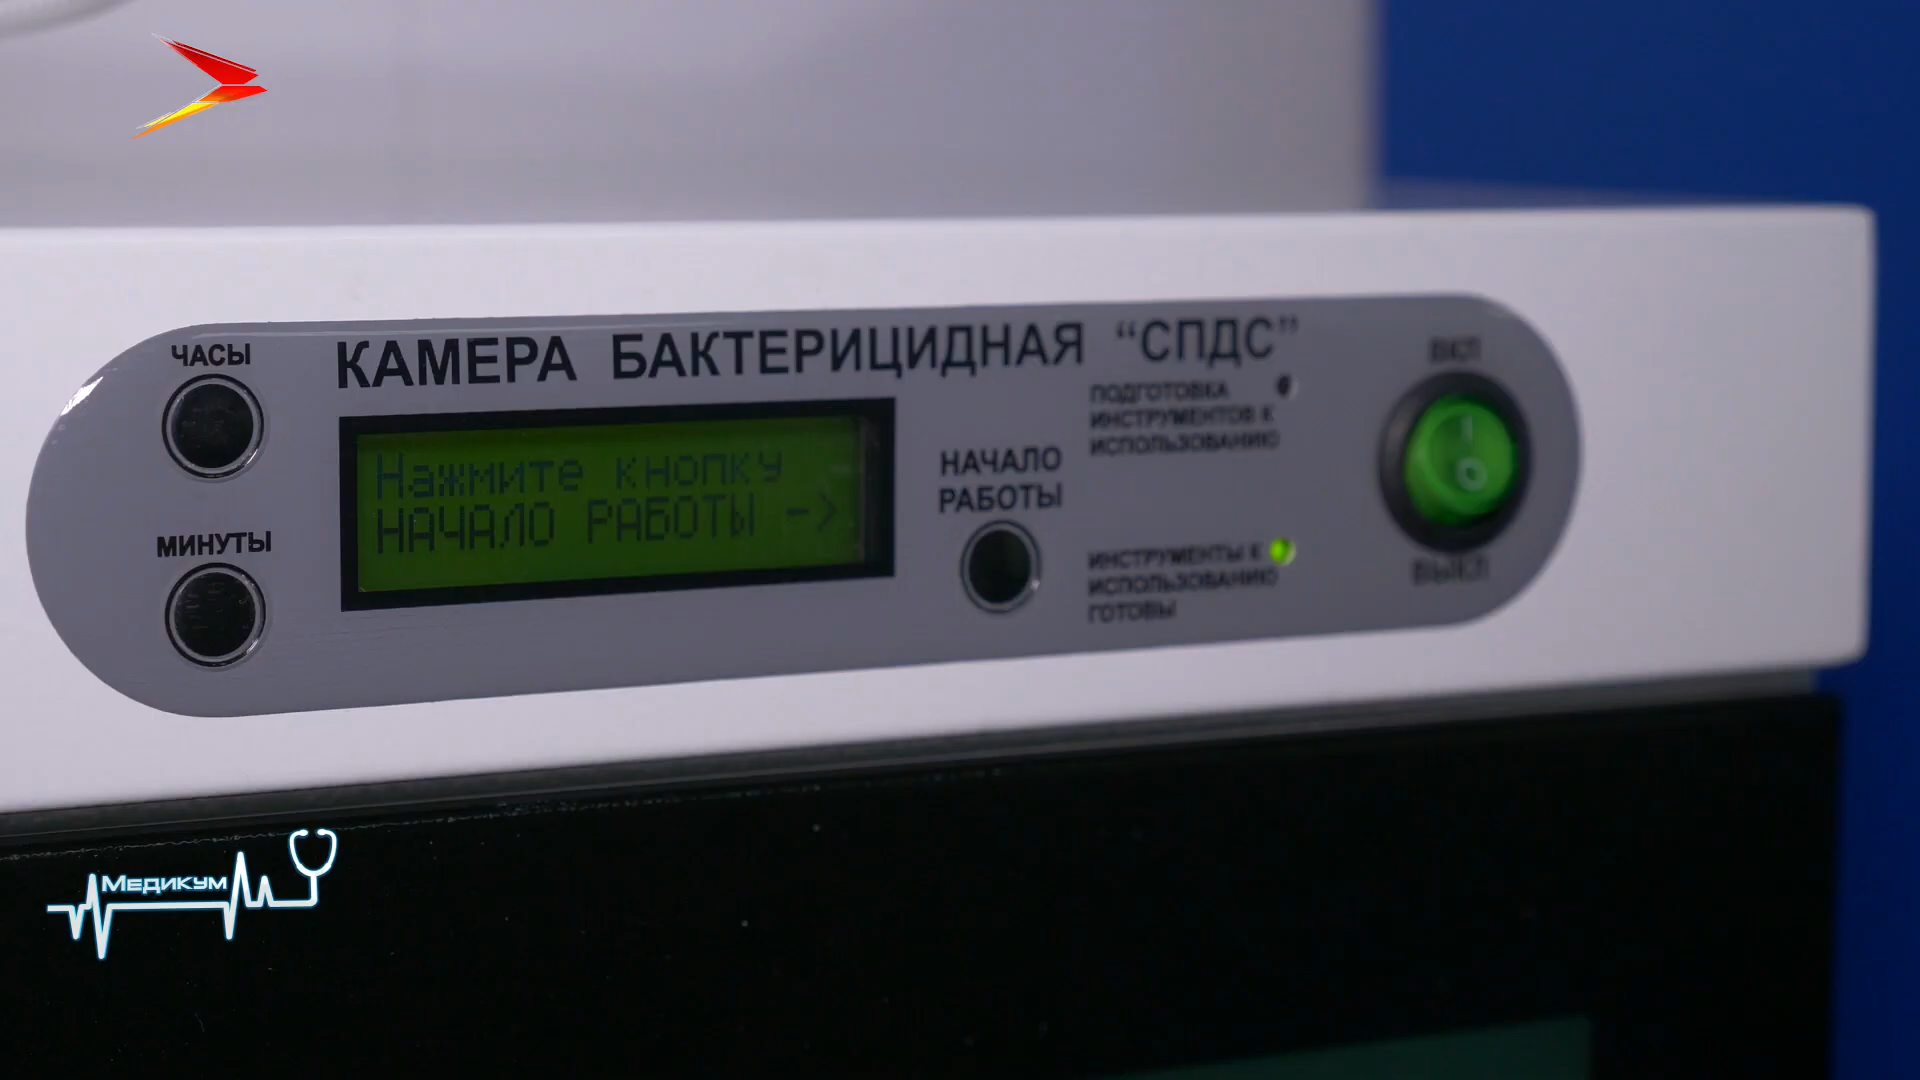 ЧАСЫ
МИНУТЫ
КАМЕРА БАКТЕРИЦИДНАЯ “СПДС”
Нажмите кнопку
НАЧАЛО РАБОТЫ ->
НАЧАЛО
РАБОТЫ
ПОДГОТОВКА
ИНСТРУМЕНТОВ К
ИСПОЛЬЗОВАНИЮ
ИНСТРУМЕНТЫ К
ИСПОЛЬЗОВАНИЮ
ГОТОВЫ
ВКЛ
ВЫКЛ
МЕДИКУМ